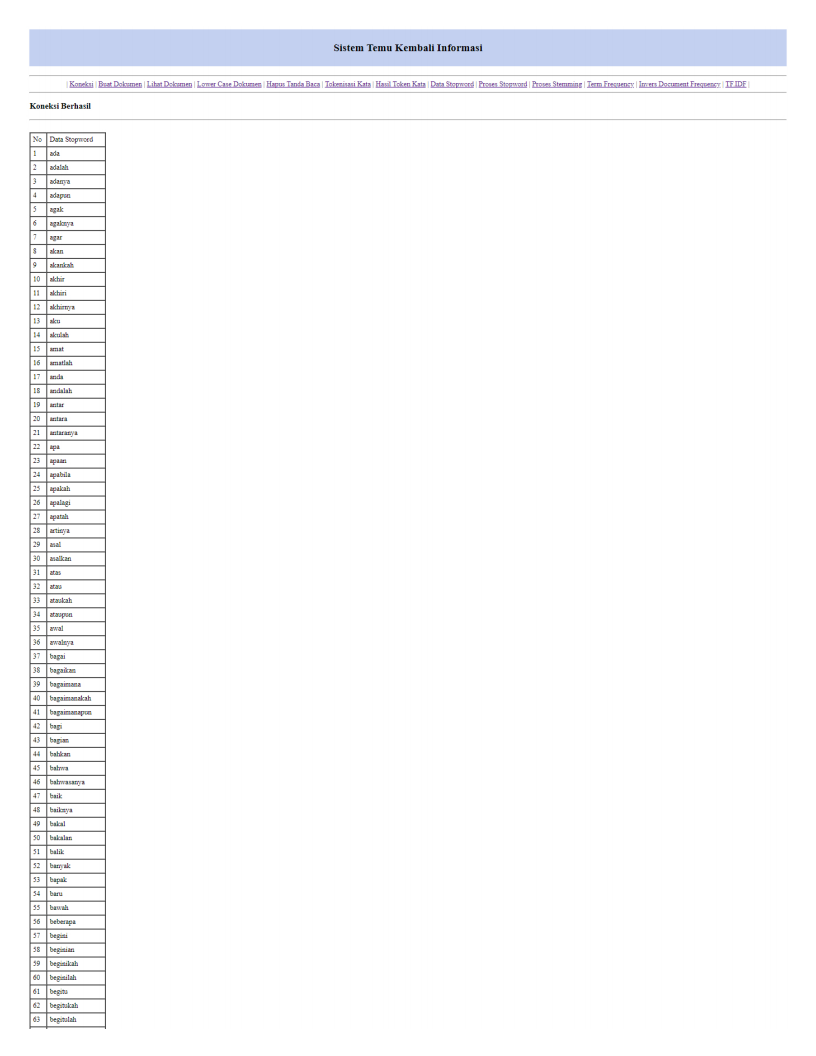 Sistem Temu Kembali Informasi
| Koneksi | Buat Dokumen | Lihat Dokumen | Lower Case Dokumen | Hapus Tanda Baca | Tokenisasi Kata | Hasil Token Kata | Data Stopword | Proses Stopword | Proses Stemming | Term Frequency | Invers Document Frequency | TF.IDF |
Koneksi Berhasil
No Data Stopword
1 ada
2 adalah
3 adanya
4 adapun
5 agak
6 agaknya
7 agar
8 akan
9 akankah
10 akhir
11 akhiri
12 akhirnya
13 aku
14 akulah
15 amat
16 amatlah
17 anda
18 andalah
19 antar
20 antara
21 antaranya
22 apa
23 apaan
24 apabila
25 apakah
26 apalagi
27 apatah
28 artinya
29 asal
30 asalkan
31 atas
32 atau
33 ataukah
34 ataupun
35 awal
36 awalnya
37 bagai
38 bagaikan
39 bagaimana
40 bagaimanakah
41 bagaimanapun
42 bagi
43 bagian
44 bahkan
45 bahwa
46 bahwasanya
47 baik
48 baiknya
49 bakal
50 bakalan
51 balik
52 banyak
53 bapak
54 baru
55 bawah
56 beberapa
57 begini
58 beginian
59 beginikah
60 beginilah
61 begitu
62 begitukah
63 begitulah